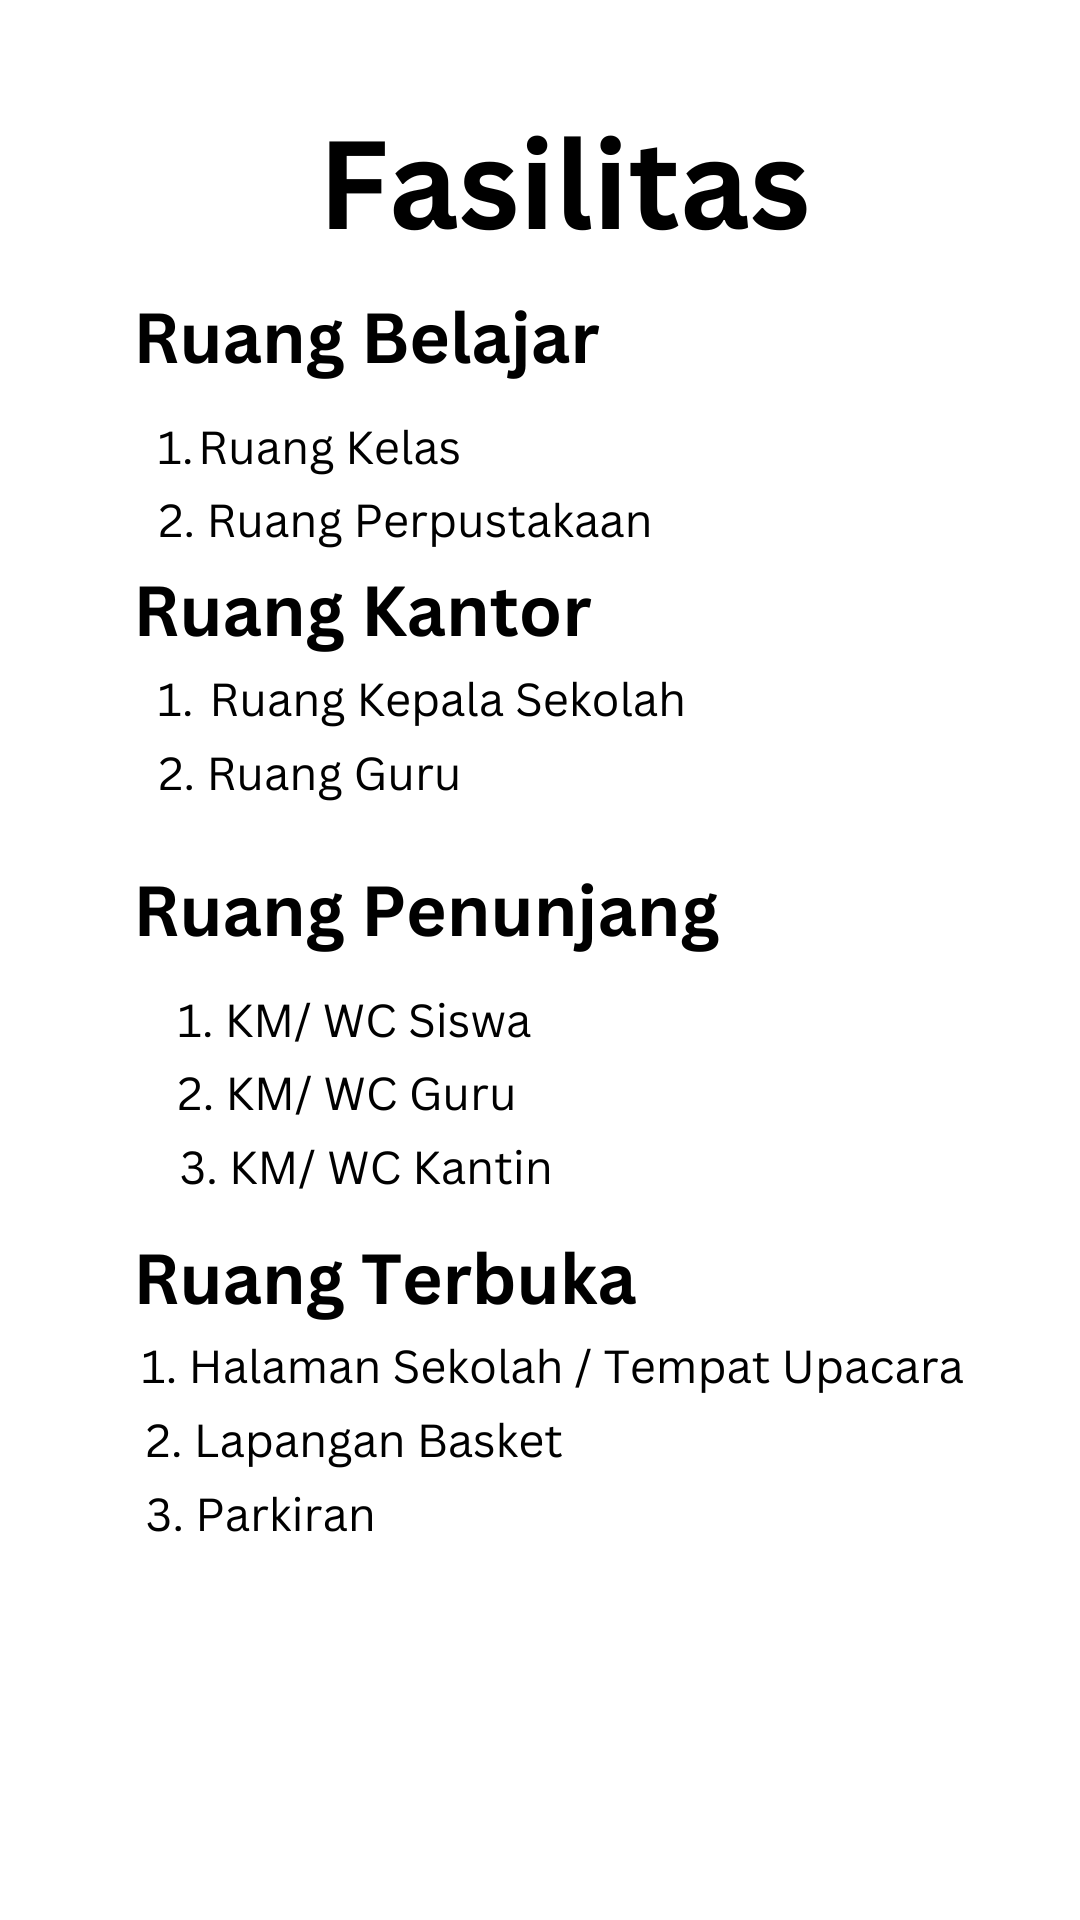 Fasilitas
Ruang Belajar
1. Ruang Kelas
2. Ruang Perpustakaan
Ruang Kantor
1. Ruang Kepala Sekolah
2. Ruang Guru
Ruang Penunjang
1. KM/ WC Siswa
2. KM/ WC Guru
3. KM/ WC Kantin
Ruang Terbuka
1. Halaman Sekolah / Tempat Upacara
2. Lapangan Basket
3. Parkiran